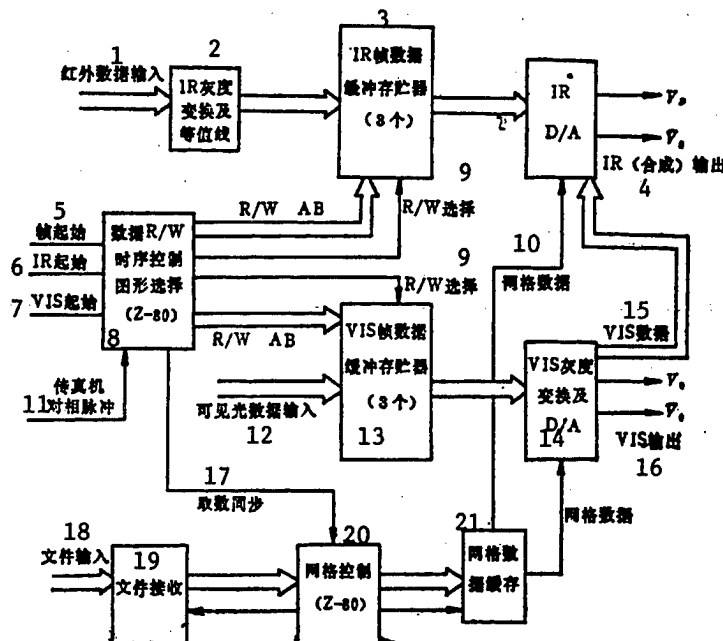 3
1
2
红外数据输入
IR灰度
变换及
等值线
IR帧数据
缓冲存贮器
(3个)
IR
D/A
IR(合成)输出
4
9
R/W AB
R/W选择
5
帧起始
6 IR起始
7 VIS起始
数据R/W
时序控制
图形选择
(Z-80)
8
9
R/W选择
10
网格数据
R/W AB
VIS帧数据
缓冲存贮器
(3个)
13
15
VIS数据
VIS灰度
变换及
D/A
14
VIS输出
16
传真机
11 对相脉冲
可见光数据输入
12
17
取数同步
网格数据
18
文件输入
19
文件接收
20
网格控制
(Z-80)
21
网格数
据缓存